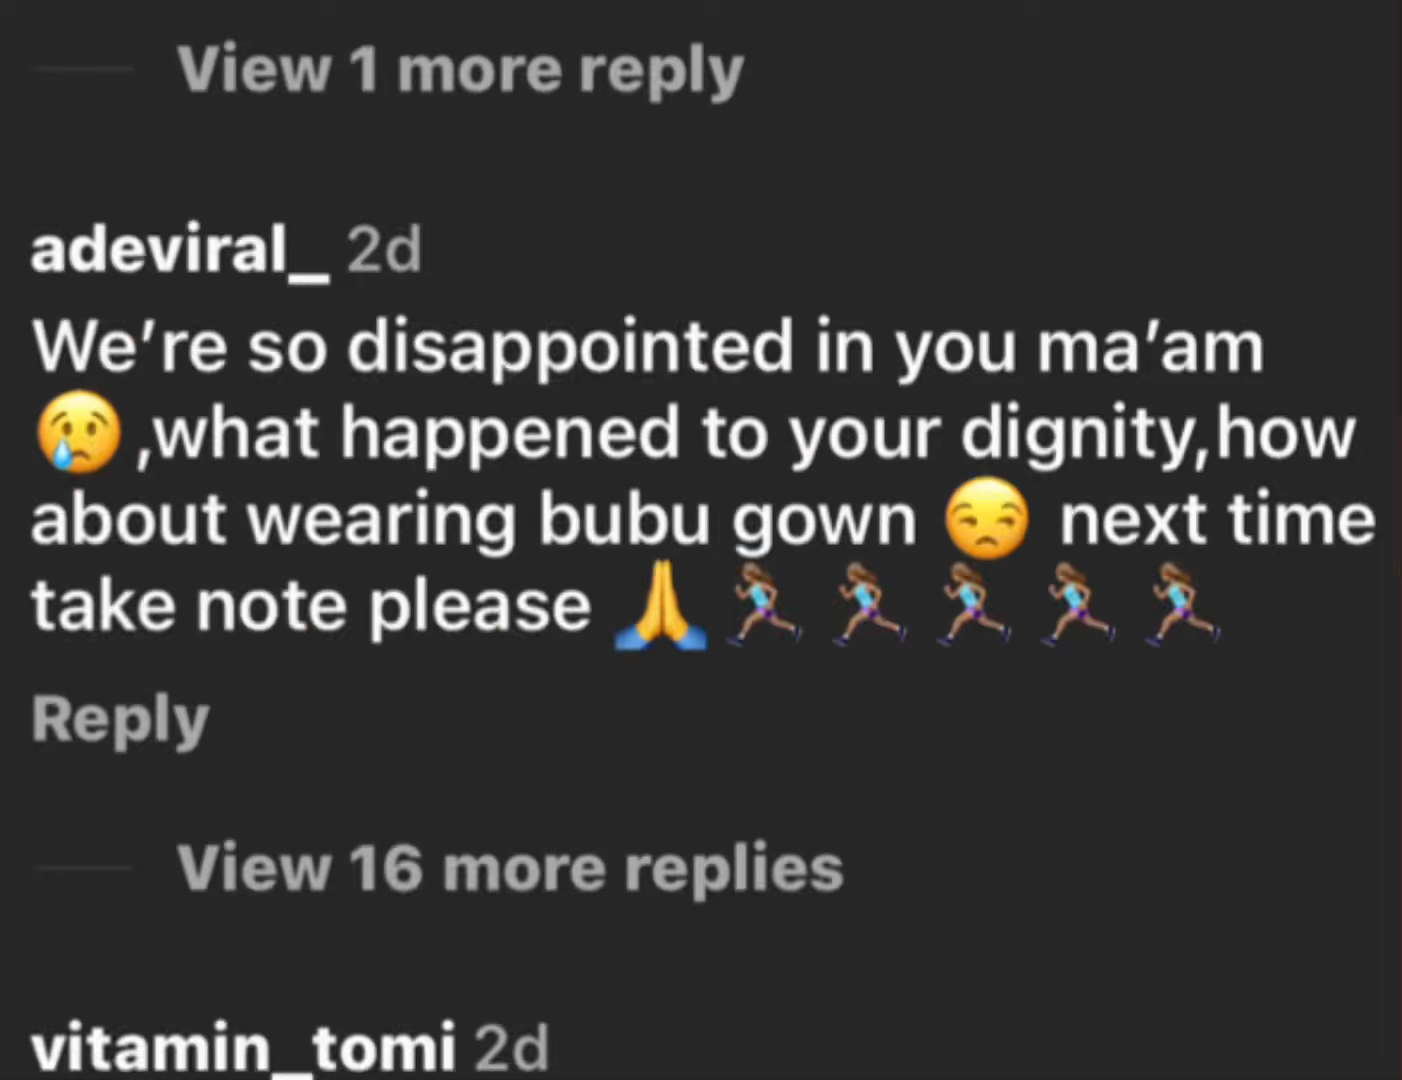 View 1 more reply
adeviral_ 2d
We’re so disappointed in you ma’am
😢,what happened to your dignity,how
about wearing bubu gown 😒 next time
take note please 🙏🏃🏽‍♀️🏃🏽‍♀️🏃🏽‍♀️🏃🏽‍♀️🏃🏽‍♀️
Reply
View 16 more replies
vitamin_tomi 2d